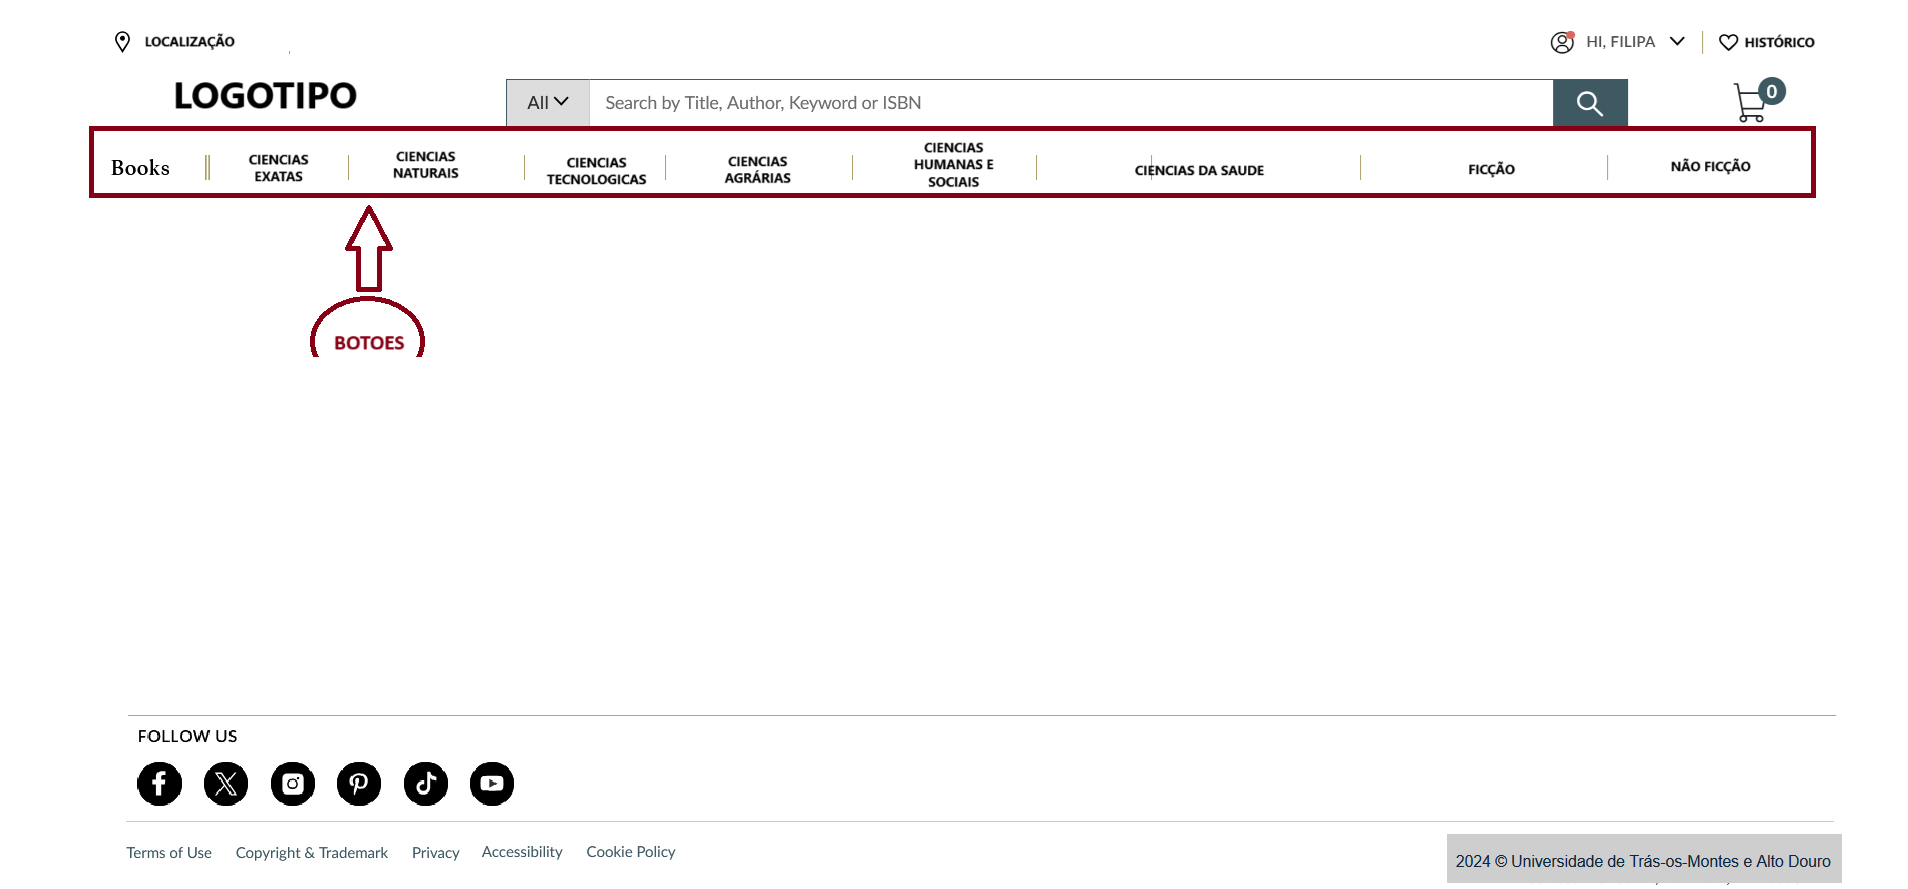 LOCALIZAÇÃO
HI, FILIPA
HISTÓRICO
LOGOTIPO
All
Search by Title, Author, Keyword or ISBN
0
Books
CIENCIAS
EXATAS
CIENCIAS
NATURAIS
CIENCIAS
TECNOLOGICAS
CIENCIAS
AGRÁRIAS
CIENCIAS
HUMANAS E
SOCIAIS
CIENCIAS DA SAUDE
FICÇÃO
NÃO FICÇÃO
BOTOES
FOLLOW US
Terms of Use
Copyright & Trademark
Privacy
Accessibility
Cookie Policy
2024 © Universidade de Trás-os-Montes e Alto Douro